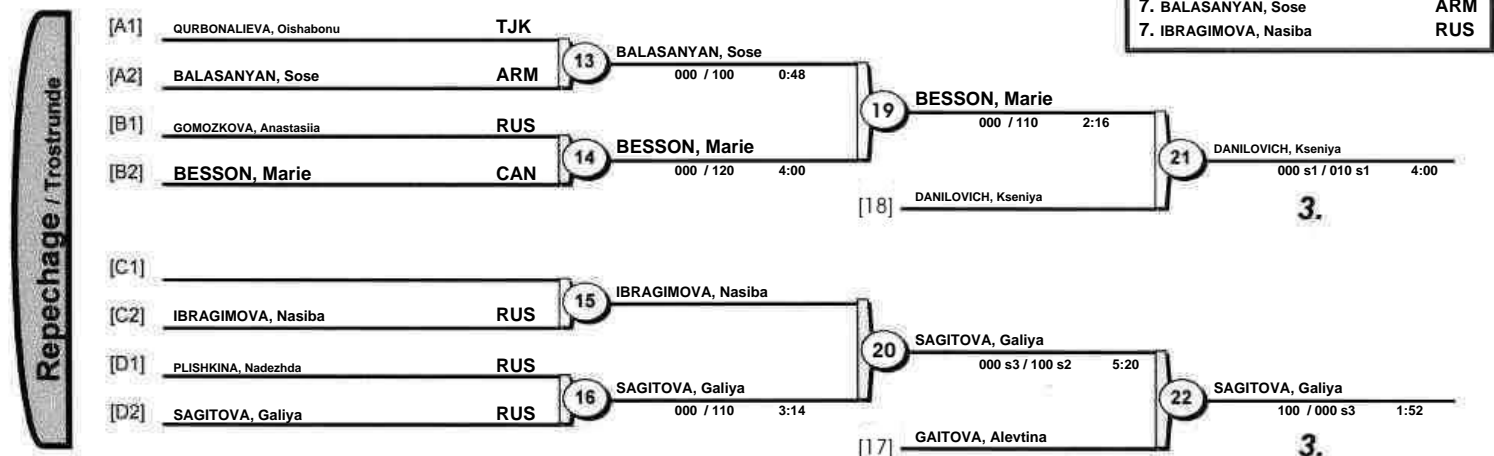 7. BALASANYAN, Sose ARM
7. IBRAGIMOVA, Nasiba RUS
Repechage / Trostrunde
[A1] QURBONALIEVA, Oishabonu TJK
[A2] BALASANYAN, Sose ARM
13
BALASANYAN, Sose
000 / 100 0:48
[B1] GOMOZKOVA, Anastasiia RUS
[B2] BESSON, Marie CAN
14
BESSON, Marie
000 / 120 4:00
19
BESSON, Marie
000 / 110 2:16
[18] DANILOVICH, Kseniya
21
DANILOVICH, Kseniya
000 s1 / 010 s1 4:00
3.
[C1]
[C2] IBRAGIMOVA, Nasiba RUS
15
IBRAGIMOVA, Nasiba
[D1] PLISHKINA, Nadezhda RUS
[D2] SAGITOVA, Galiya RUS
16
SAGITOVA, Galiya
000 / 110 3:14
20
SAGITOVA, Galiya
000 s3 / 100 s2 5:20
[17] GAITOVA, Alevtina
22
SAGITOVA, Galiya
100 / 000 s3 1:52
3.